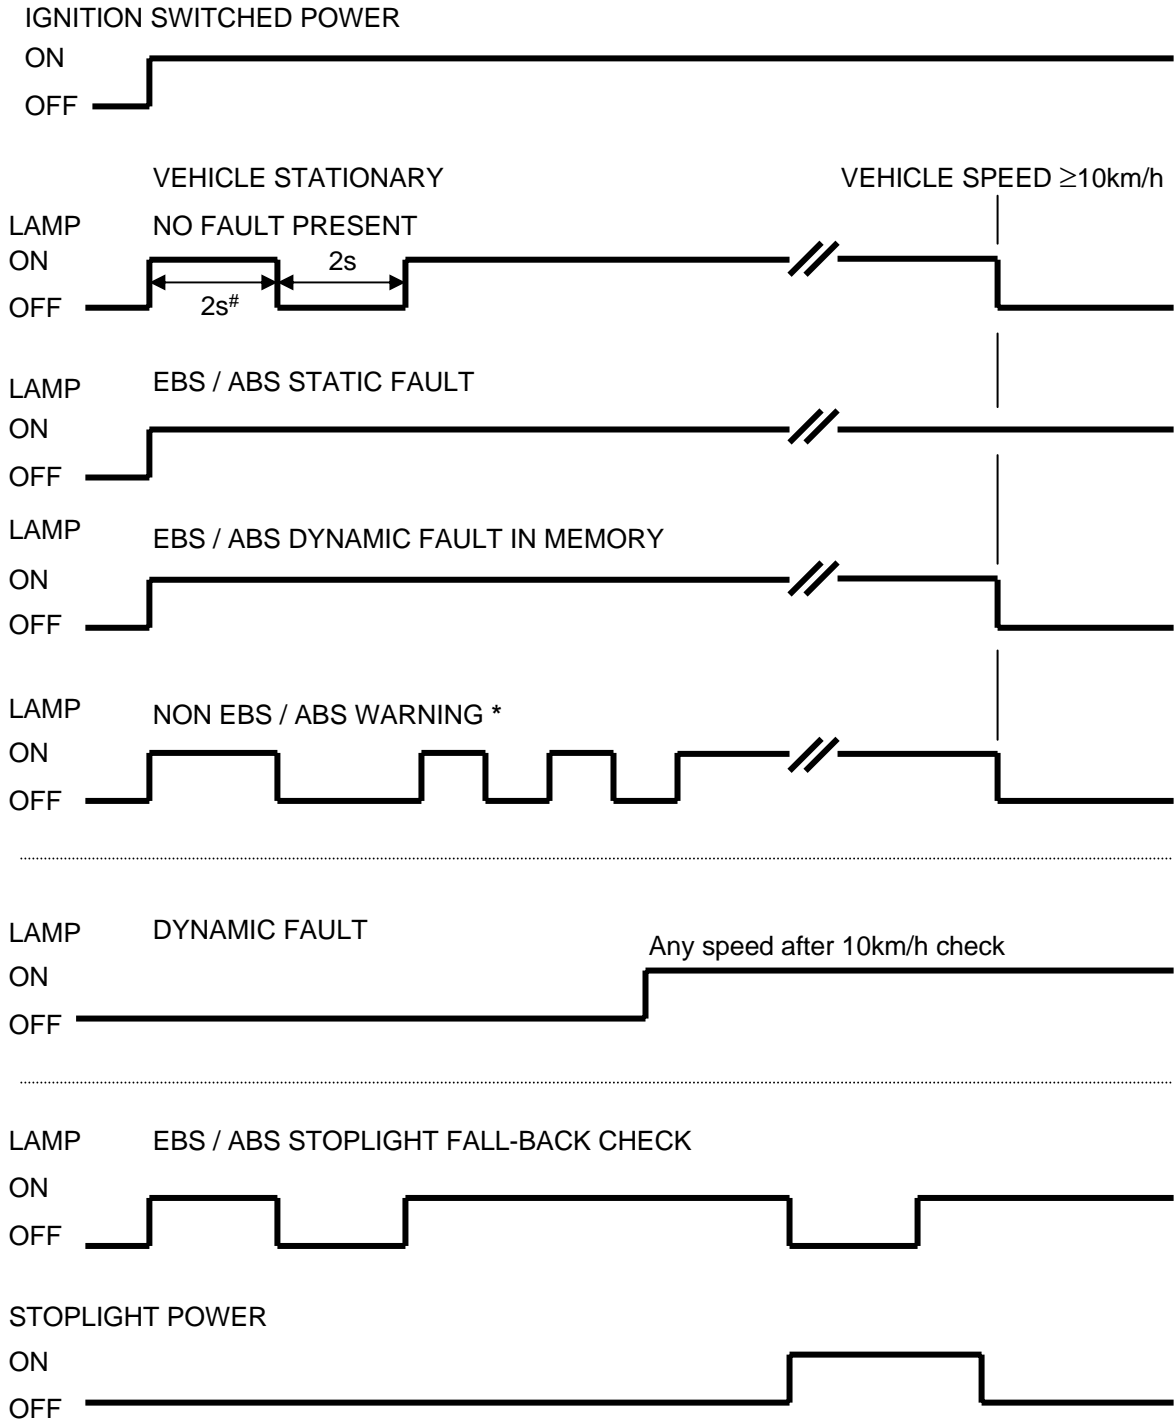 IGNITION SWITCHED POWER
ON
OFF
VEHICLE STATIONARY
VEHICLE SPEED ≥10km/h
LAMP
NO FAULT PRESENT
ON
2s
OFF
2s#
LAMP
EBS / ABS STATIC FAULT
ON
OFF
LAMP
EBS / ABS DYNAMIC FAULT IN MEMORY
ON
OFF
LAMP
NON EBS / ABS WARNING *
ON
OFF
LAMP
DYNAMIC FAULT
Any speed after 10km/h check
ON
OFF
LAMP
EBS / ABS STOPLIGHT FALL-BACK CHECK
ON
OFF
STOPLIGHT POWER
ON
OFF